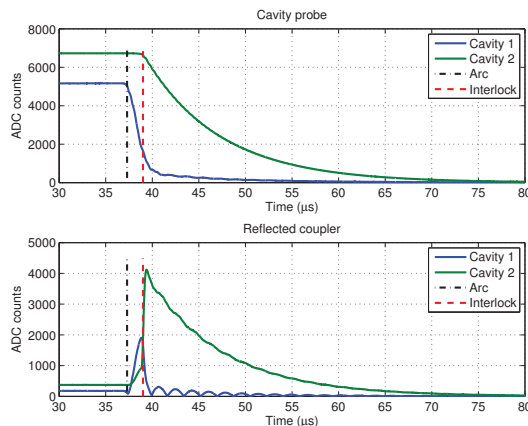 Cavity probe
8000
6000
4000
2000
0
ADC counts
30 35 40 45 50 55 60 65 70 75 80
Time (μs)
Cavity 1
Cavity 2
Arc
Interlock
Reflected coupler
5000
4000
3000
2000
1000
0
ADC counts
30 35 40 45 50 55 60 65 70 75 80
Time (μs)
Cavity 1
Cavity 2
Arc
Interlock